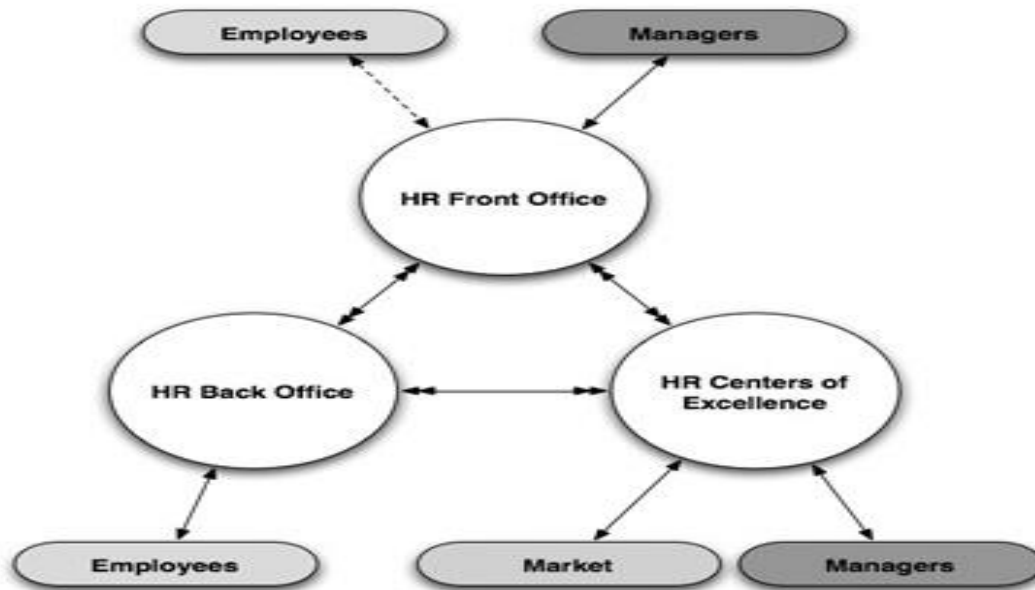 Employees
Managers
HR Front Office
HR Back Office
HR Centers of
Excellence
Employees
Market
Managers